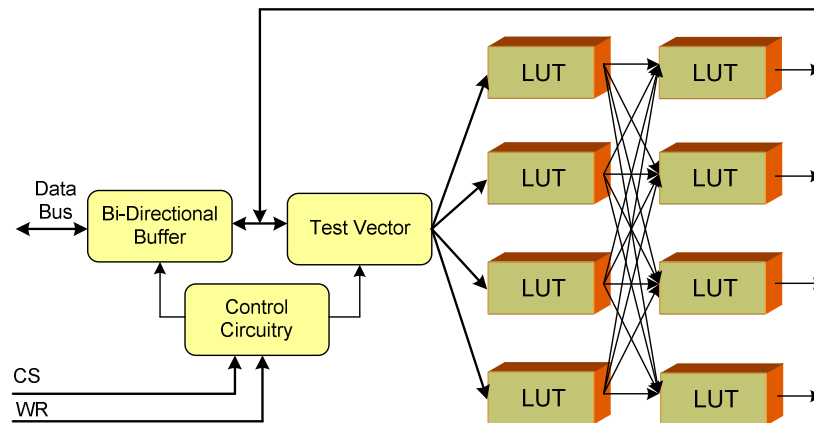 LUT
LUT
LUT
LUT
Data
Bus
Bi-Directional
Buffer
Test Vector
LUT
LUT
Control
Circuitry
CS
WR
LUT
LUT